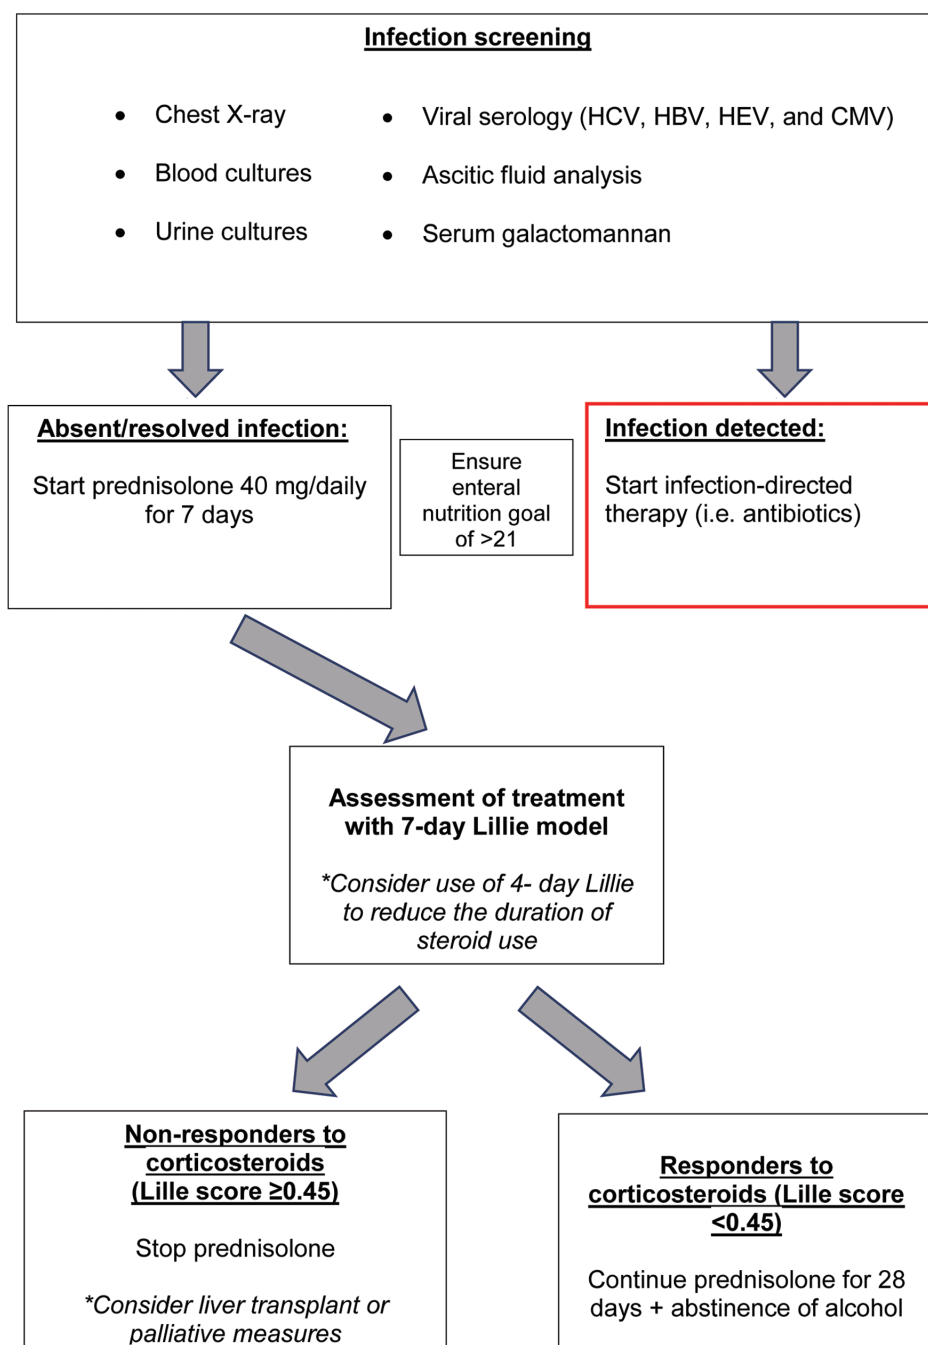 Infection screening
• Chest X-ray
• Blood cultures
• Urine cultures
• Viral serology (HCV, HBV, HEV, and CMV)
• Ascitic fluid analysis
• Serum galactomannan
Absent/resolved infection:
Start prednisolone 40 mg/daily
for 7 days
Ensure
enteral
nutrition goal
of >21
Infection detected:
Start infection-directed
therapy (i.e. antibiotics)
Assessment of treatment
with 7-day Lillie model
*Consider use of 4- day Lillie
to reduce the duration of
steroid use
Non-responders to
corticosteroids
(Lille score ≥0.45)
Stop prednisolone
*Consider liver transplant or
palliative measures
Responders to
corticosteroids (Lille score
<0.45)
Continue prednisolone for 28
days + abstinence of alcohol